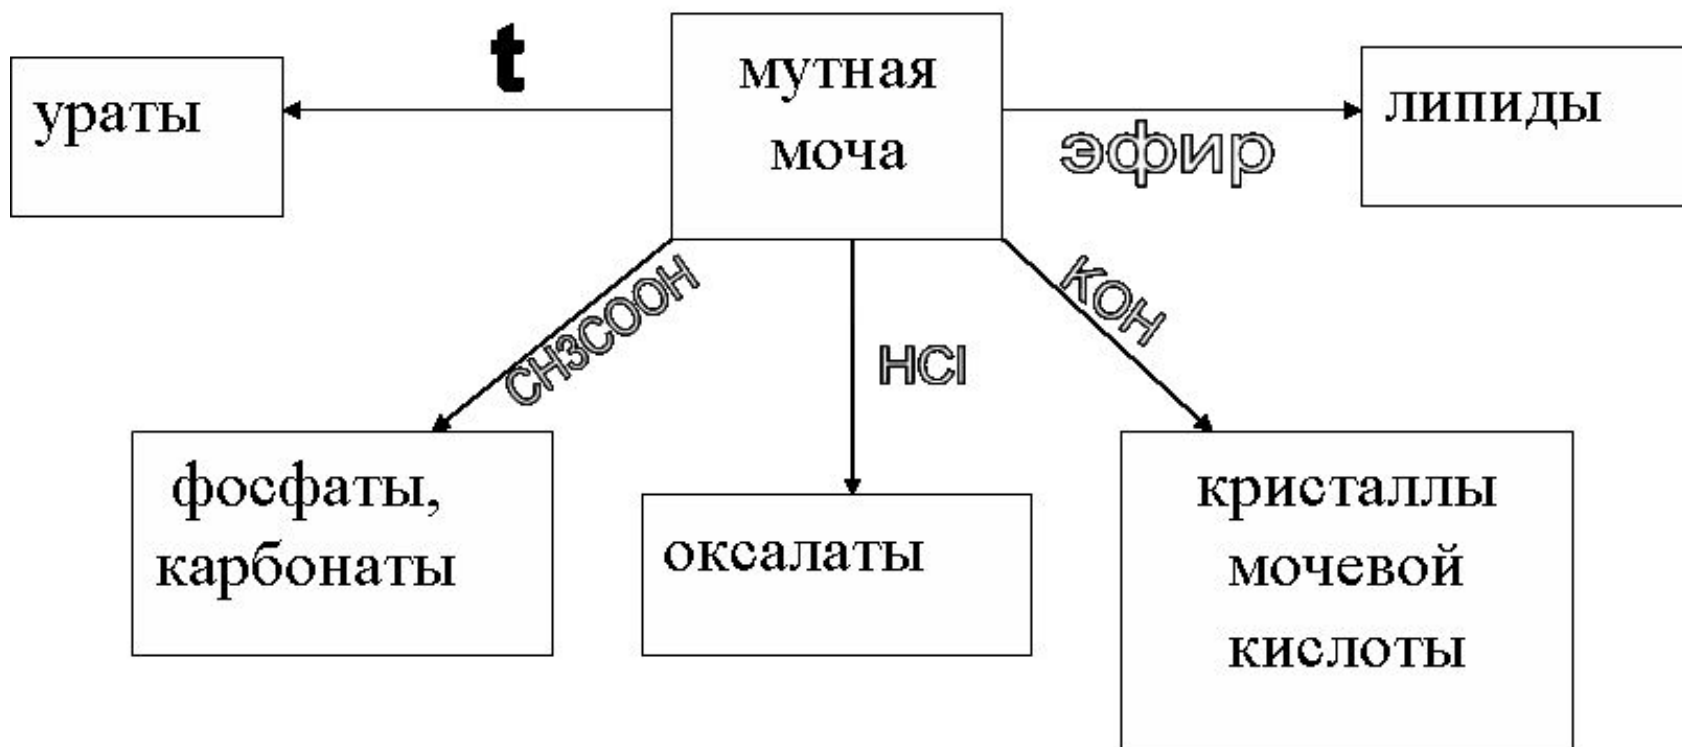 мутная
моча
t
ураты
эфир
липиды
CH3COOH
HCl
KOH
фосфаты,
карбонаты
оксалаты
кристаллы
мочевой
кислоты